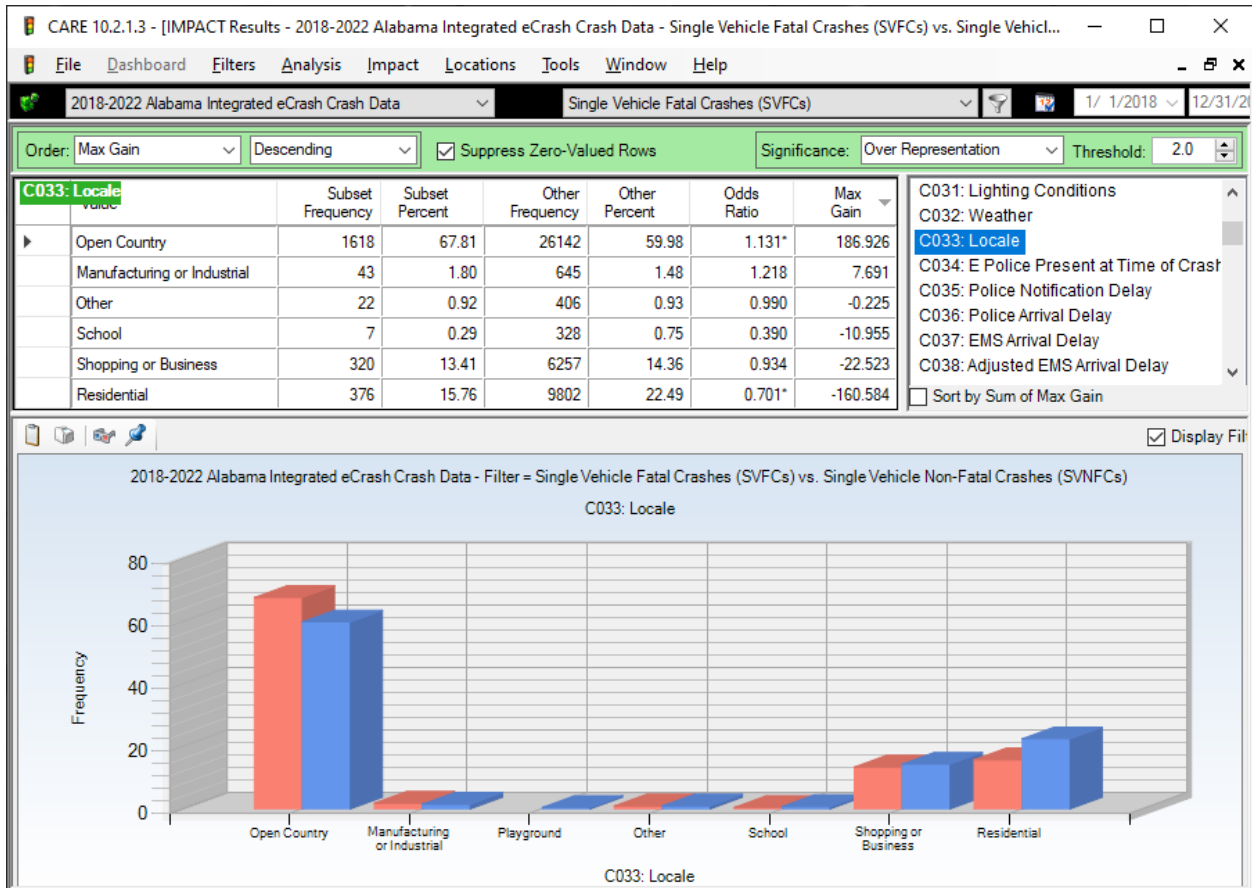 CARE 10.2.1.3 - [IMPACT Results - 2018-2022 Alabama Integrated eCrash Crash Data - Single Vehicle Fatal Crashes (SVFCs) vs. Single Vehicl...
File Dashboard Filters Analysis Impact Locations Tools Window Help
2018-2022 Alabama Integrated eCrash Crash Data Single Vehicle Fatal Crashes (SVFCs) 1/ 1/2018 12/31/20
Order: Max Gain Descending Suppress Zero-Valued Rows Significance: Over Representation Threshold: 2.0
C033: Locale Subset Frequency Subset Percent Other Frequency Other Percent Odds Ratio Max Gain
Open Country 1618 67.81 26142 59.98 1.131* 186.926
Manufacturing or Industrial 43 1.80 645 1.48 1.218 7.691
Other 22 0.92 406 0.93 0.990 -0.225
School 7 0.29 328 0.75 0.390 -10.955
Shopping or Business 320 13.41 6257 14.36 0.934 -22.523
Residential 376 15.76 9802 22.49 0.701* -160.584
C031: Lighting Conditions
C032: Weather
C033: Locale
C034: E Police Present at Time of Crash
C035: Police Notification Delay
C036: Police Arrival Delay
C037: EMS Arrival Delay
C038: Adjusted EMS Arrival Delay
Sort by Sum of Max Gain
Display Filt
2018-2022 Alabama Integrated eCrash Crash Data - Filter = Single Vehicle Fatal Crashes (SVFCs) vs. Single Vehicle Non-Fatal Crashes (SVNFCs)
C033: Locale
80
60
40
20
0
Frequency
Open Country
Manufacturing or Industrial
Playground
Other
School
Shopping or Business
Residential
C033: Locale